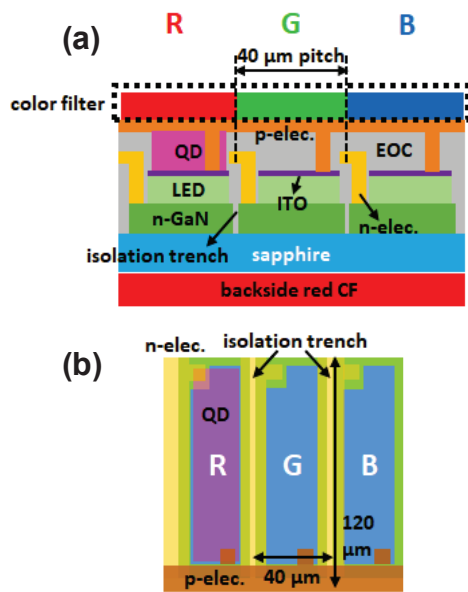 (a)
R G B
40 µm pitch
color filter
p-elec.
QD
EOC
LED
ITO
n-GaN
n-elec.
isolation trench
sapphire
backside red CF
(b)
n-elec.
isolation trench
QD
R G B
120
µm
40 µm
p-elec.